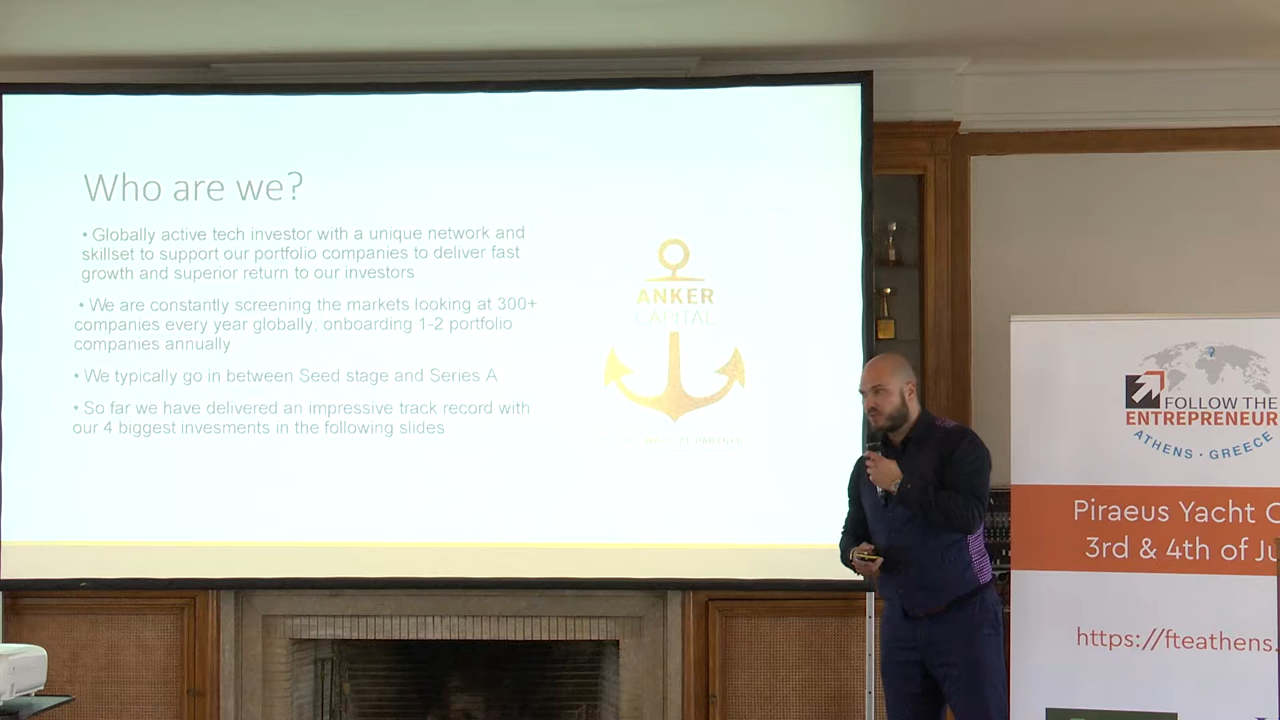 Who are we?
• Globally active tech investor with a unique network and
skillset to support our portfolio companies to deliver fast
growth and superior return to our investors
• We are constantly screening the markets looking at 300+
companies every year globally, onboarding 1-2 portfolio
companies annually
• We typically go in between Seed stage and Series A
• So far we have delivered an impressive track record with
our 4 biggest invesments in the following slides
ANKER
CAPITAL
FOLLOW THE
ENTREPRENEUR
ATHENS · GREECE
Piraeus Yacht
3rd & 4th of
https://fteathens.